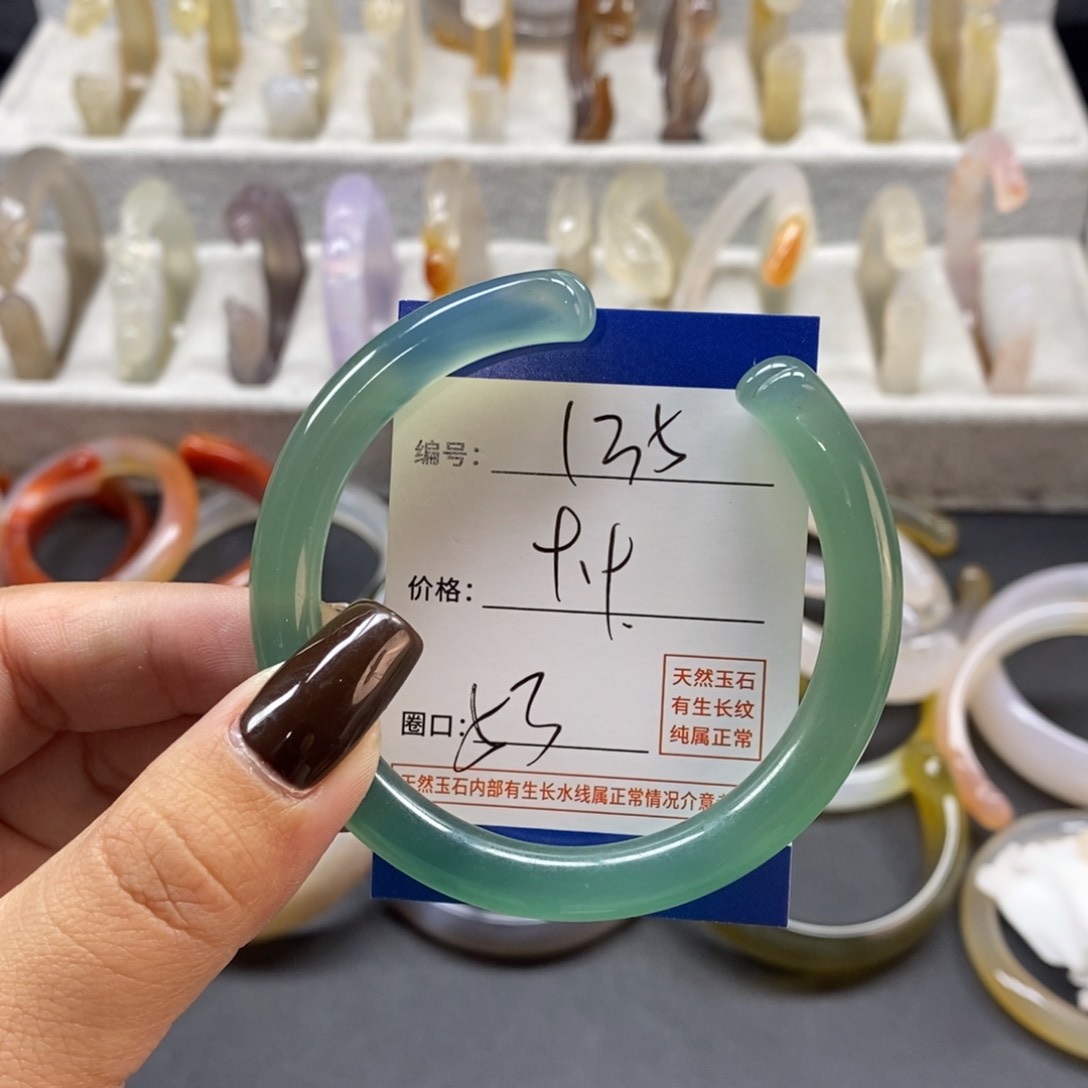 编号: 135
价格:
圈口: 53
天然玉石
有生长纹
纯属正常
天然玉石内部有生长水线属正常情况介意